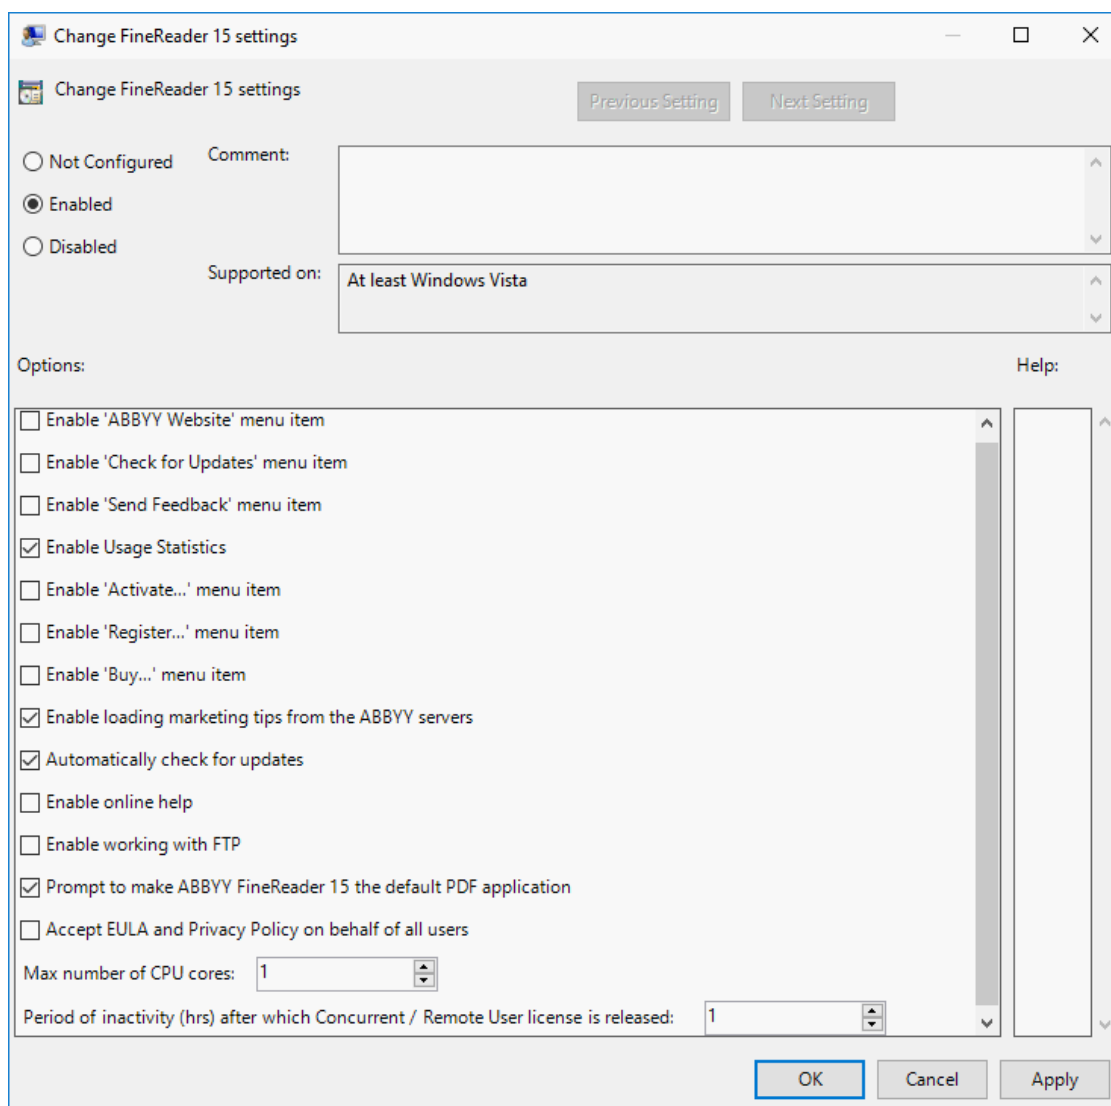 Change FineReader 15 settings
Change FineReader 15 settings
Previous Setting
Next Setting
Not Configured
Comment:
Enabled
Disabled
Supported on:
At least Windows Vista
Options:
Help:
Enable 'ABBYY Website' menu item
Enable 'Check for Updates' menu item
Enable 'Send Feedback' menu item
Enable Usage Statistics
Enable 'Activate...' menu item
Enable 'Register...' menu item
Enable 'Buy...' menu item
Enable loading marketing tips from the ABBYY servers
Automatically check for updates
Enable online help
Enable working with FTP
Prompt to make ABBYY FineReader 15 the default PDF application
Accept EULA and Privacy Policy on behalf of all users
Max number of CPU cores: 1
Period of inactivity (hrs) after which Concurrent / Remote User license is released: 1
OK
Cancel
Apply